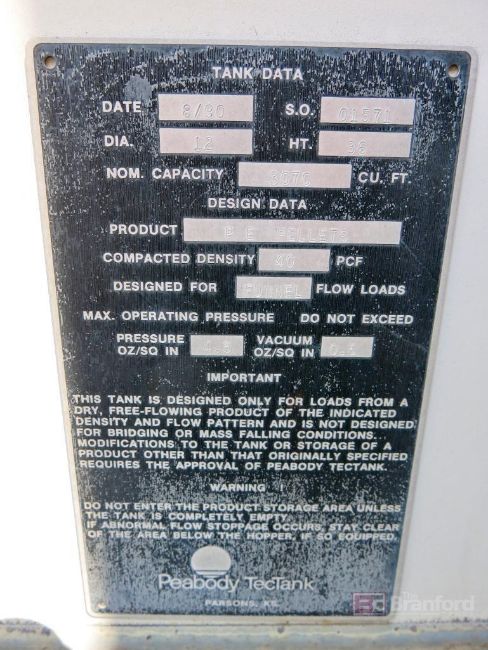 TANK DATA
DATE 8/90 S.O. 01571
DIA. 12 HT. 38
NOM. CAPACITY CU. FT.
DESIGN DATA
PRODUCT P E PELLETS
COMPACTED DENSITY 40 PCF
DESIGNED FOR FUNNEL FLOW LOADS
MAX. OPERATING PRESSURE DO NOT EXCEED
PRESSURE VACUUM
OZ/SQ IN OZ/SQ IN
IMPORTANT
THIS TANK IS DESIGNED ONLY FOR LOADS FROM A
DRY, FREE-FLOWING PRODUCT OF THE INDICATED
DENSITY AND FLOW PATTERN AND IS NOT DESIGNED
FOR BRIDGING OR MASS FALLING CONDITIONS.
MODIFICATIONS TO THE TANK OR STORAGE OF A
PRODUCT OTHER THAN THAT ORIGINALLY SPECIFIED
REQUIRES THE APPROVAL OF PEABODY TECTANK.
WARNING
DO NOT ENTER THE PRODUCT STORAGE AREA UNLESS
THE TANK IS COMPLETELY EMPTY.
IF ABNORMAL FLOW STOPPAGE OCCURS, STAY CLEAR
OF THE AREA BELOW THE HOPPER, IF SO EQUIPPED.
Peabody TecTank
PARSONS, KS.
The Branford